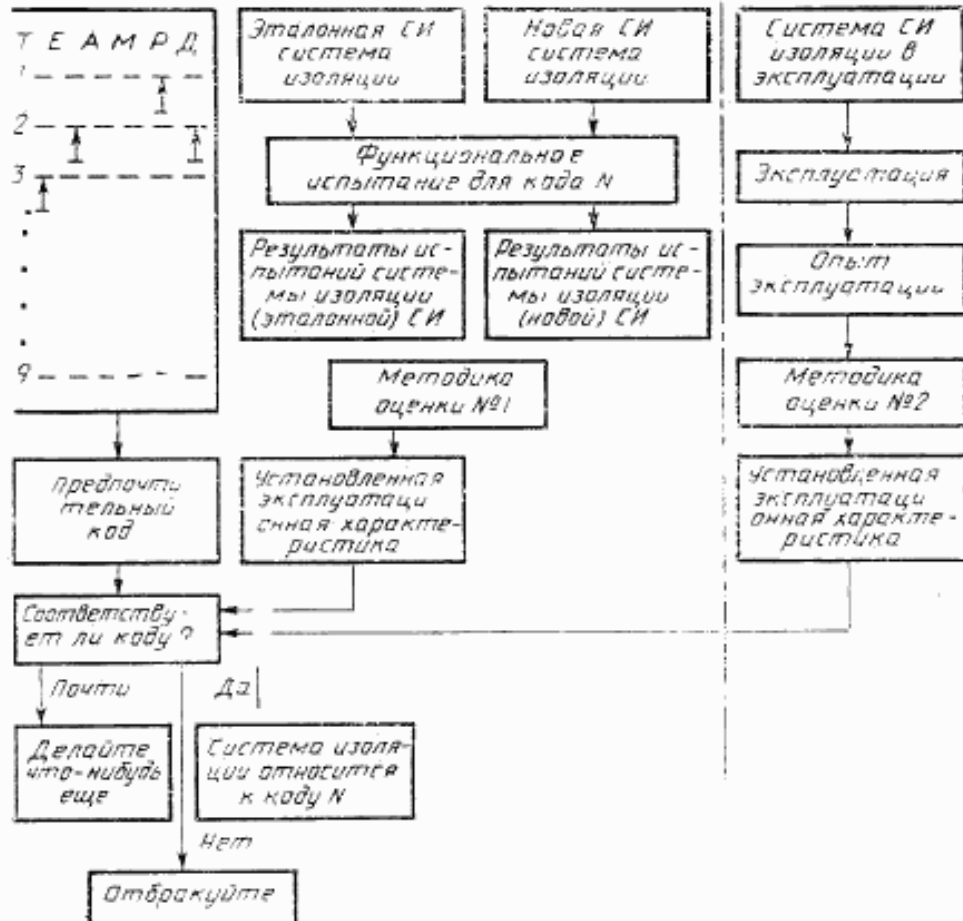 Т Е А М Р Д
1
2
3
9
Эталонная СИ
система
изоляции
Новая СИ
система
изоляции
Система СИ
изоляции в
эксплуатации
Функциональное
испытание для кода N
Эксплуатация
Результаты ис-
пытаний систе-
мы изоляции
(эталонной) СИ
Результаты ис-
пытаний систе-
мы изоляции
(новой) СИ
Опыт
эксплуатации
Методика
оценки №1
Методика
оценки №2
Предпочти
тельный
код
Установленная
эксплуатаци
онная характе-
ристика
Установленная
эксплуатаци
онная характе-
ристика
Соответству-
ет ли коду?
Почти
Да
Делайте
что-нибудь
еще
Система изоля-
ции относится
к коду N
Нет
Отбракуйте